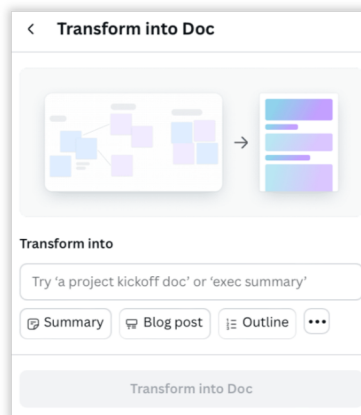 Transform into Doc
Transform into
Try ‘a project kickoff doc’ or ‘exec summary’
Summary Blog post Outline
Transform into Doc